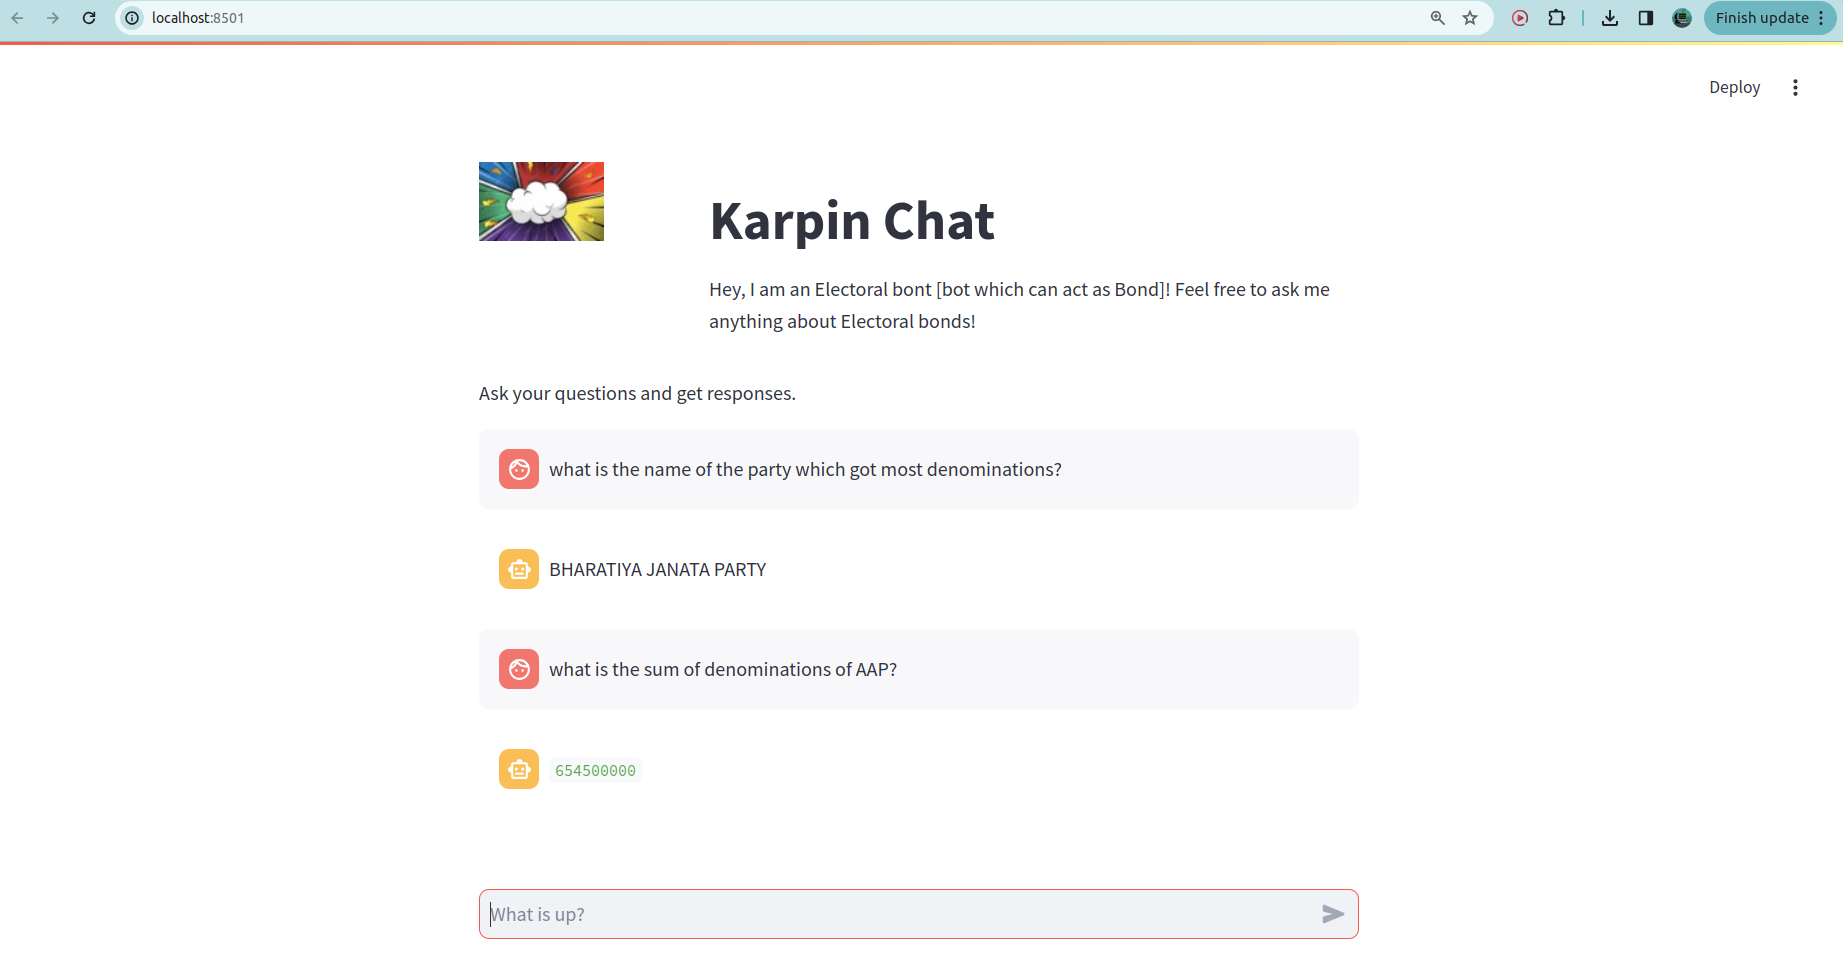 localhost:8501
Finish update
Deploy
Karpin Chat
Hey, I am an Electoral bont [bot which can act as Bond]! Feel free to ask me
anything about Electoral bonds!
Ask your questions and get responses.
what is the name of the party which got most denominations?
BHARATIYA JANATA PARTY
what is the sum of denominations of AAP?
654500000
What is up?